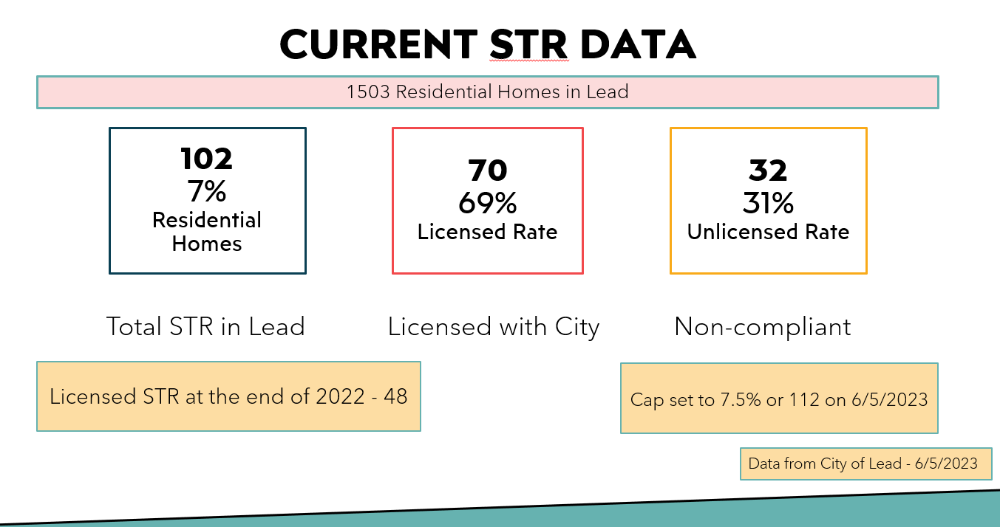 CURRENT STR DATA
1503 Residential Homes in Lead
102
7%
Residential
Homes
70
69%
Licensed Rate
32
31%
Unlicensed Rate
Total STR in Lead
Licensed with City
Non-compliant
Licensed STR at the end of 2022 - 48
Cap set to 7.5% or 112 on 6/5/2023
Data from City of Lead - 6/5/2023